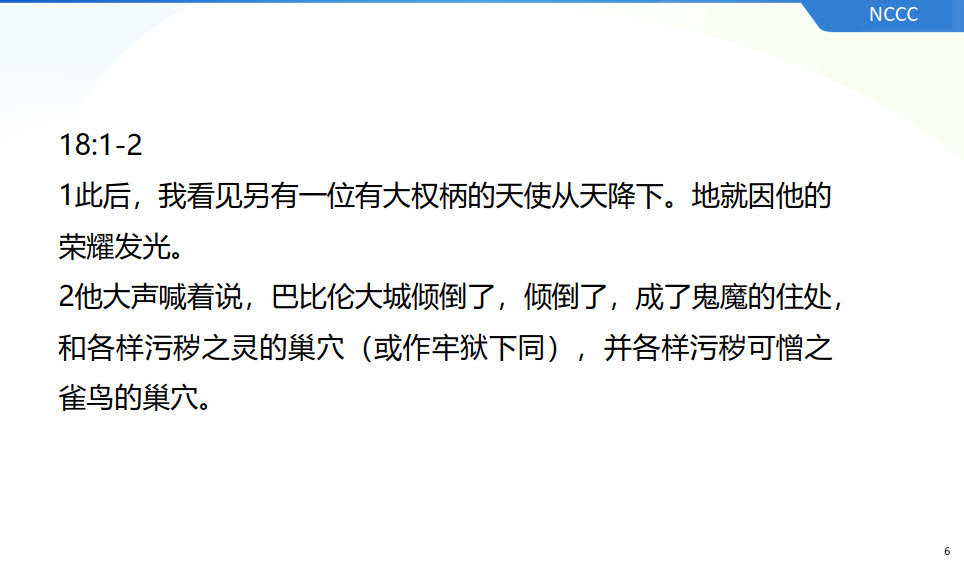 NCCC
18:1-2
1此后，我看见另有一位有大权柄的天使从天降下。地就因他的
荣耀发光。
2他大声喊着说，巴比伦大城倾倒了，倾倒了，成了鬼魔的住处，
和各样污秽之灵的巢穴（或作牢狱下同），并各样污秽可憎之
雀鸟的巢穴。
6